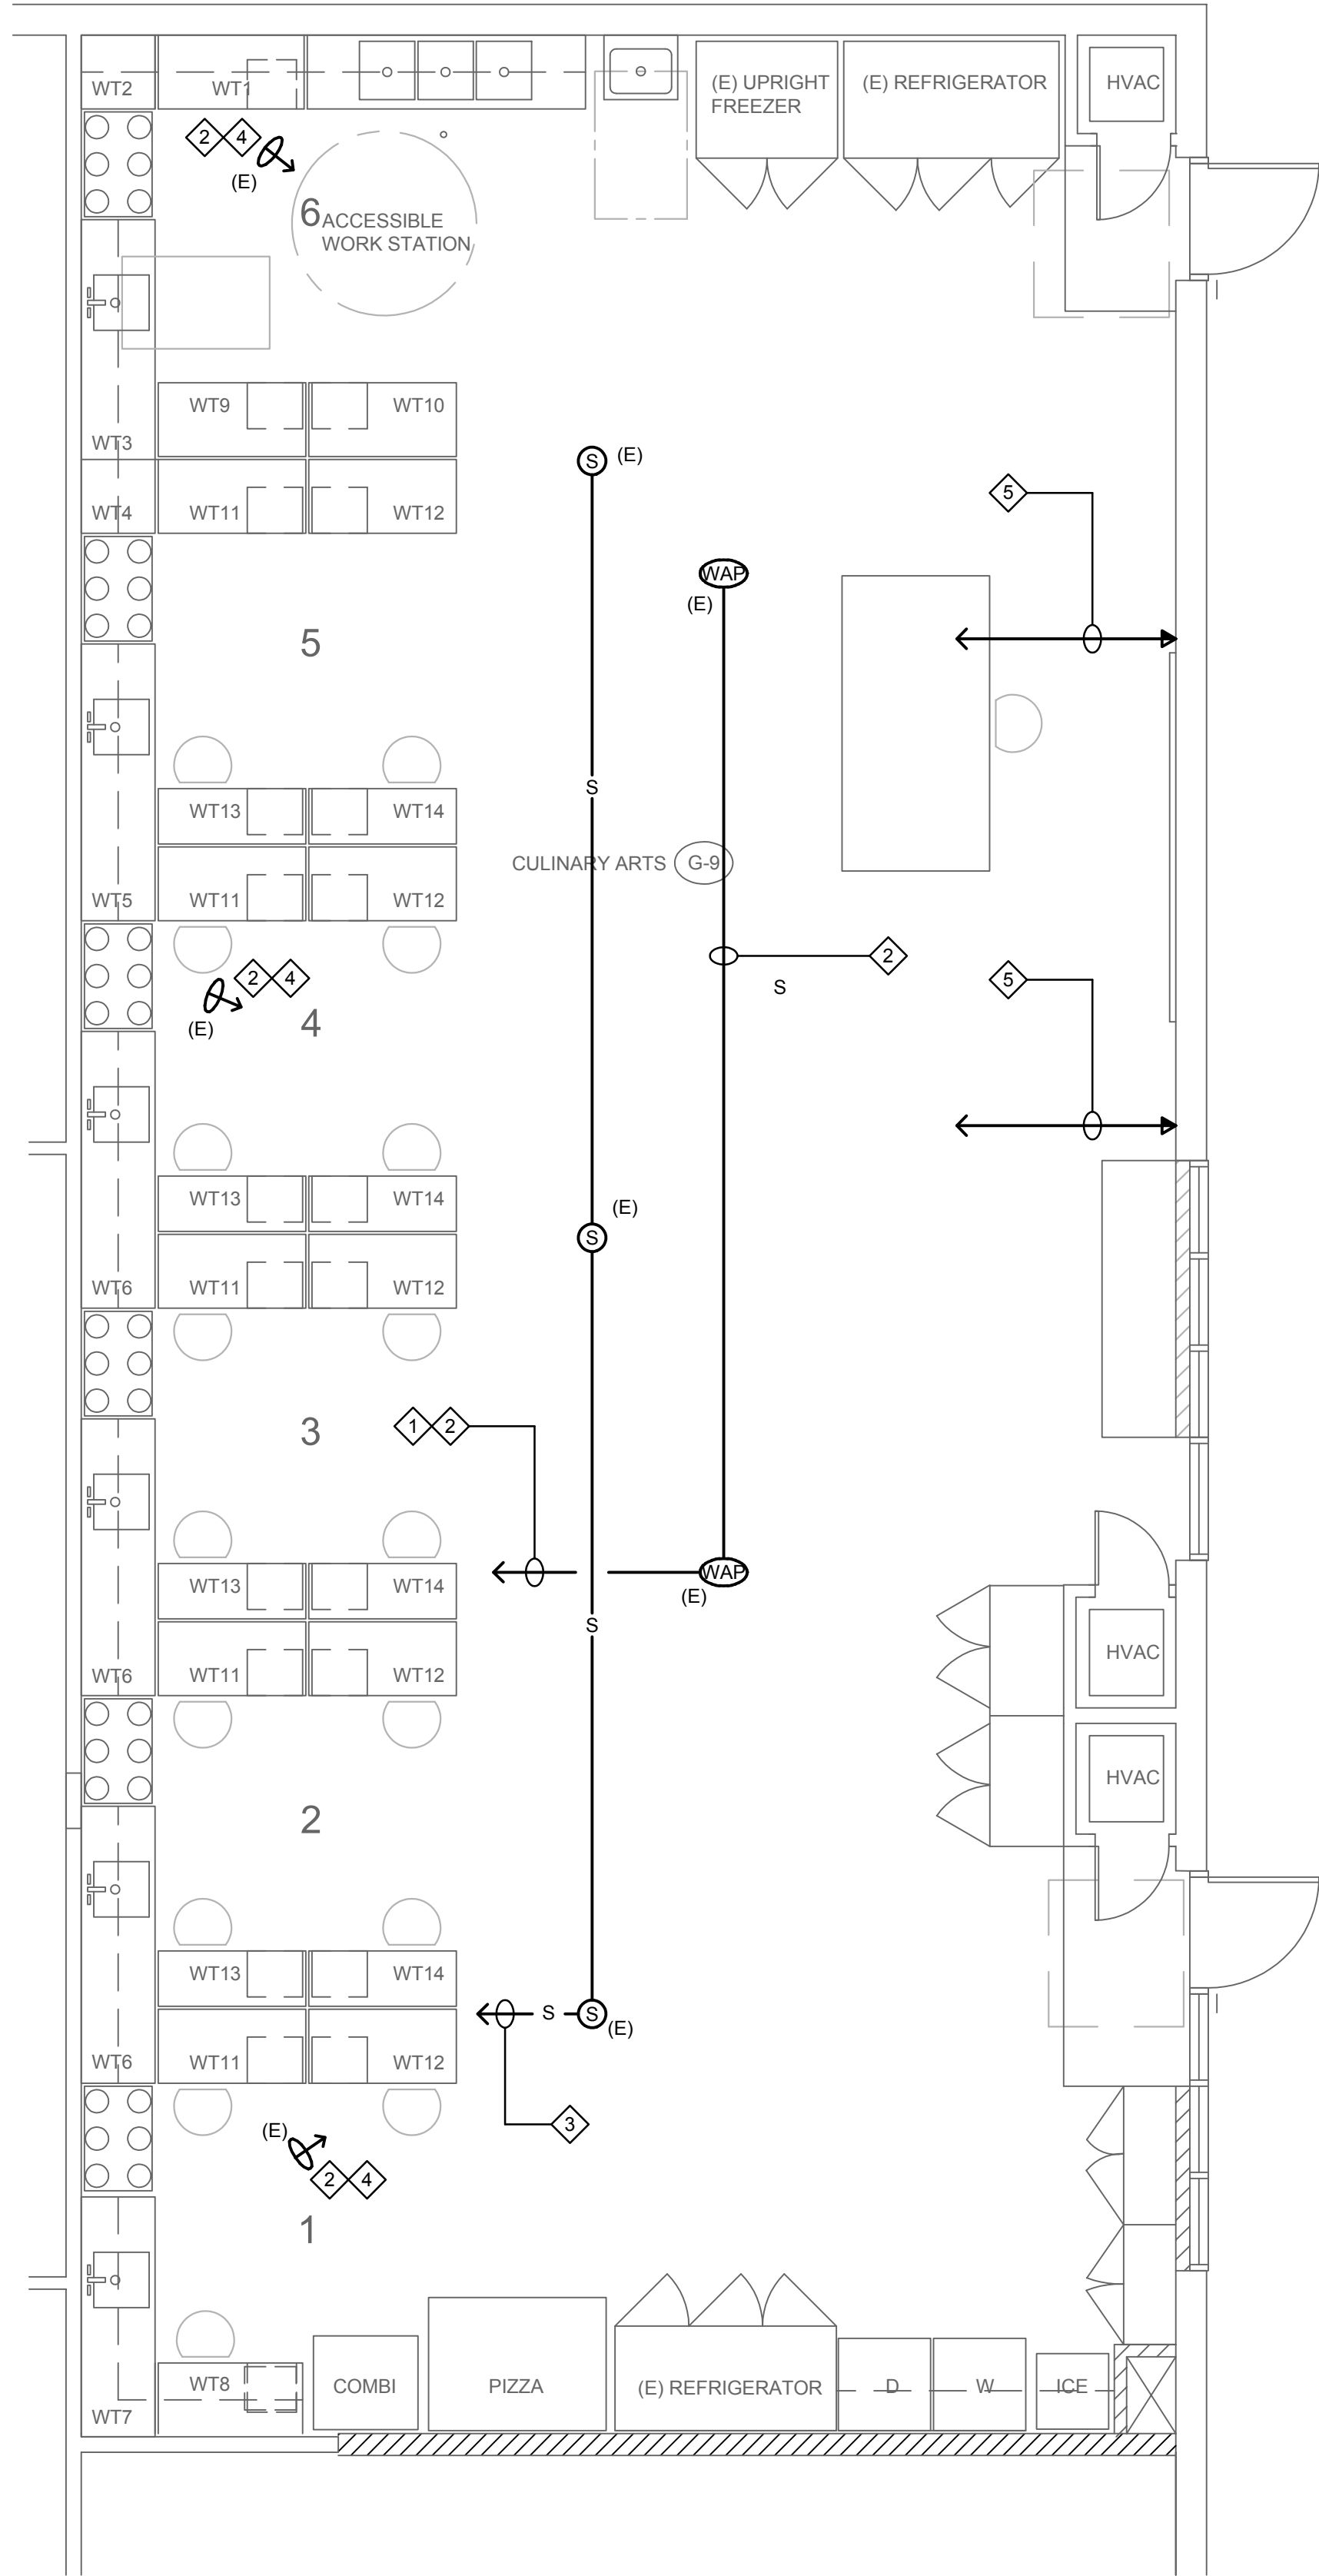 WT2
WT1
(E) UPRIGHT
FREEZER
(E) REFRIGERATOR
HVAC
2
4
(E)
6
ACCESSIBLE
WORK STATION
WT9
WT10
WT3
S
(E)
5
WT4
WT11
WT12
WAP
(E)
5
S
WT13
WT14
CULINARY ARTS
G-9
WT5
WT11
WT12
2
2
4
5
S
4
(E)
WT13
WT14
(E)
S
WT6
WT11
WT12
3
1
2
WT13
WT14
WAP
(E)
S
HVAC
WT6
WT11
WT12
HVAC
2
WT13
WT14
S
S
(E)
WT6
WT11
WT12
3
(E)
2
4
1
WT8
COMBI
PIZZA
(E) REFRIGERATOR
D
W
ICE
WT7